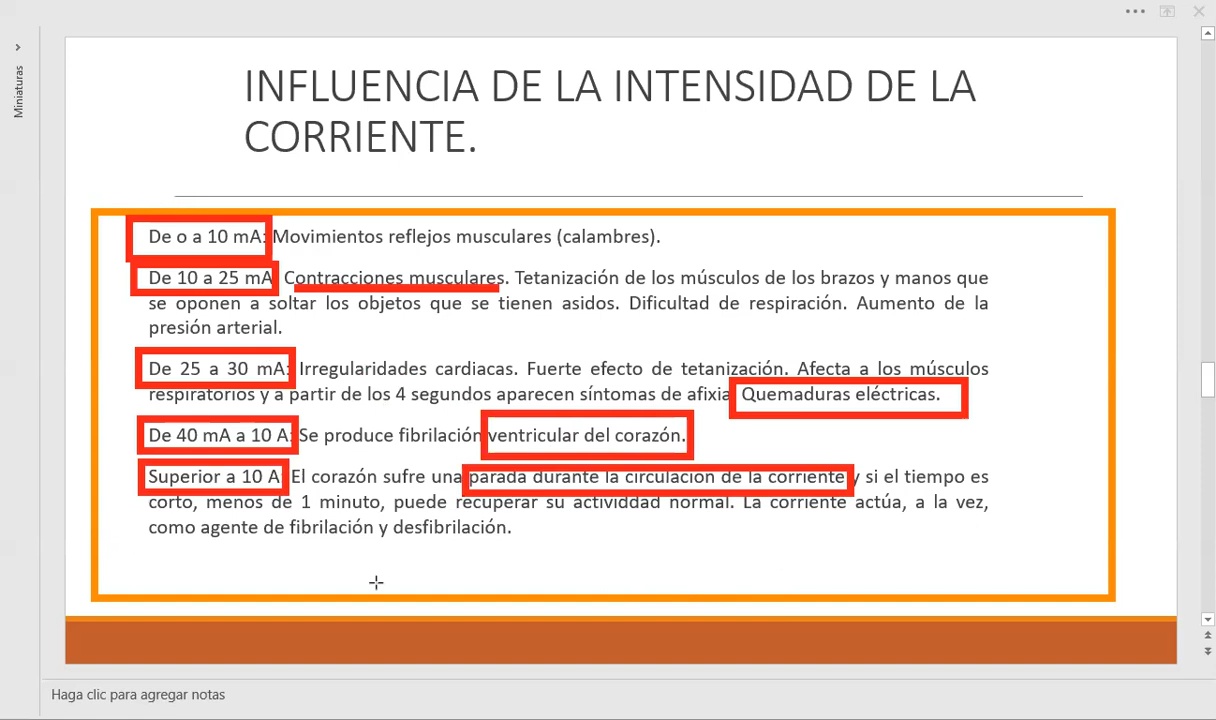 Miniaturas
INFLUENCIA DE LA INTENSIDAD DE LA
CORRIENTE.
De o a 10 mA: Movimientos reflejos musculares (calambres).
De 10 a 25 mA Contracciones musculares. Tetanización de los músculos de los brazos y manos que
se oponen a soltar los objetos que se tienen asidos. Dificultad de respiración. Aumento de la
presión arterial.
De 25 a 30 mA: Irregularidades cardiacas. Fuerte efecto de tetanización. Afecta a los músculos
respiratorios y a partir de los 4 segundos aparecen síntomas de afixia Quemaduras eléctricas.
De 40 mA a 10 A: Se produce fibrilación ventricular del corazón.
Superior a 10 A El corazón sufre una parada durante la circulación de la corriente y si el tiempo es
corto, menos de 1 minuto, puede recuperar su actividdad normal. La corriente actúa, a la vez,
como agente de fibrilación y desfibrilación.
Haga clic para agregar notas